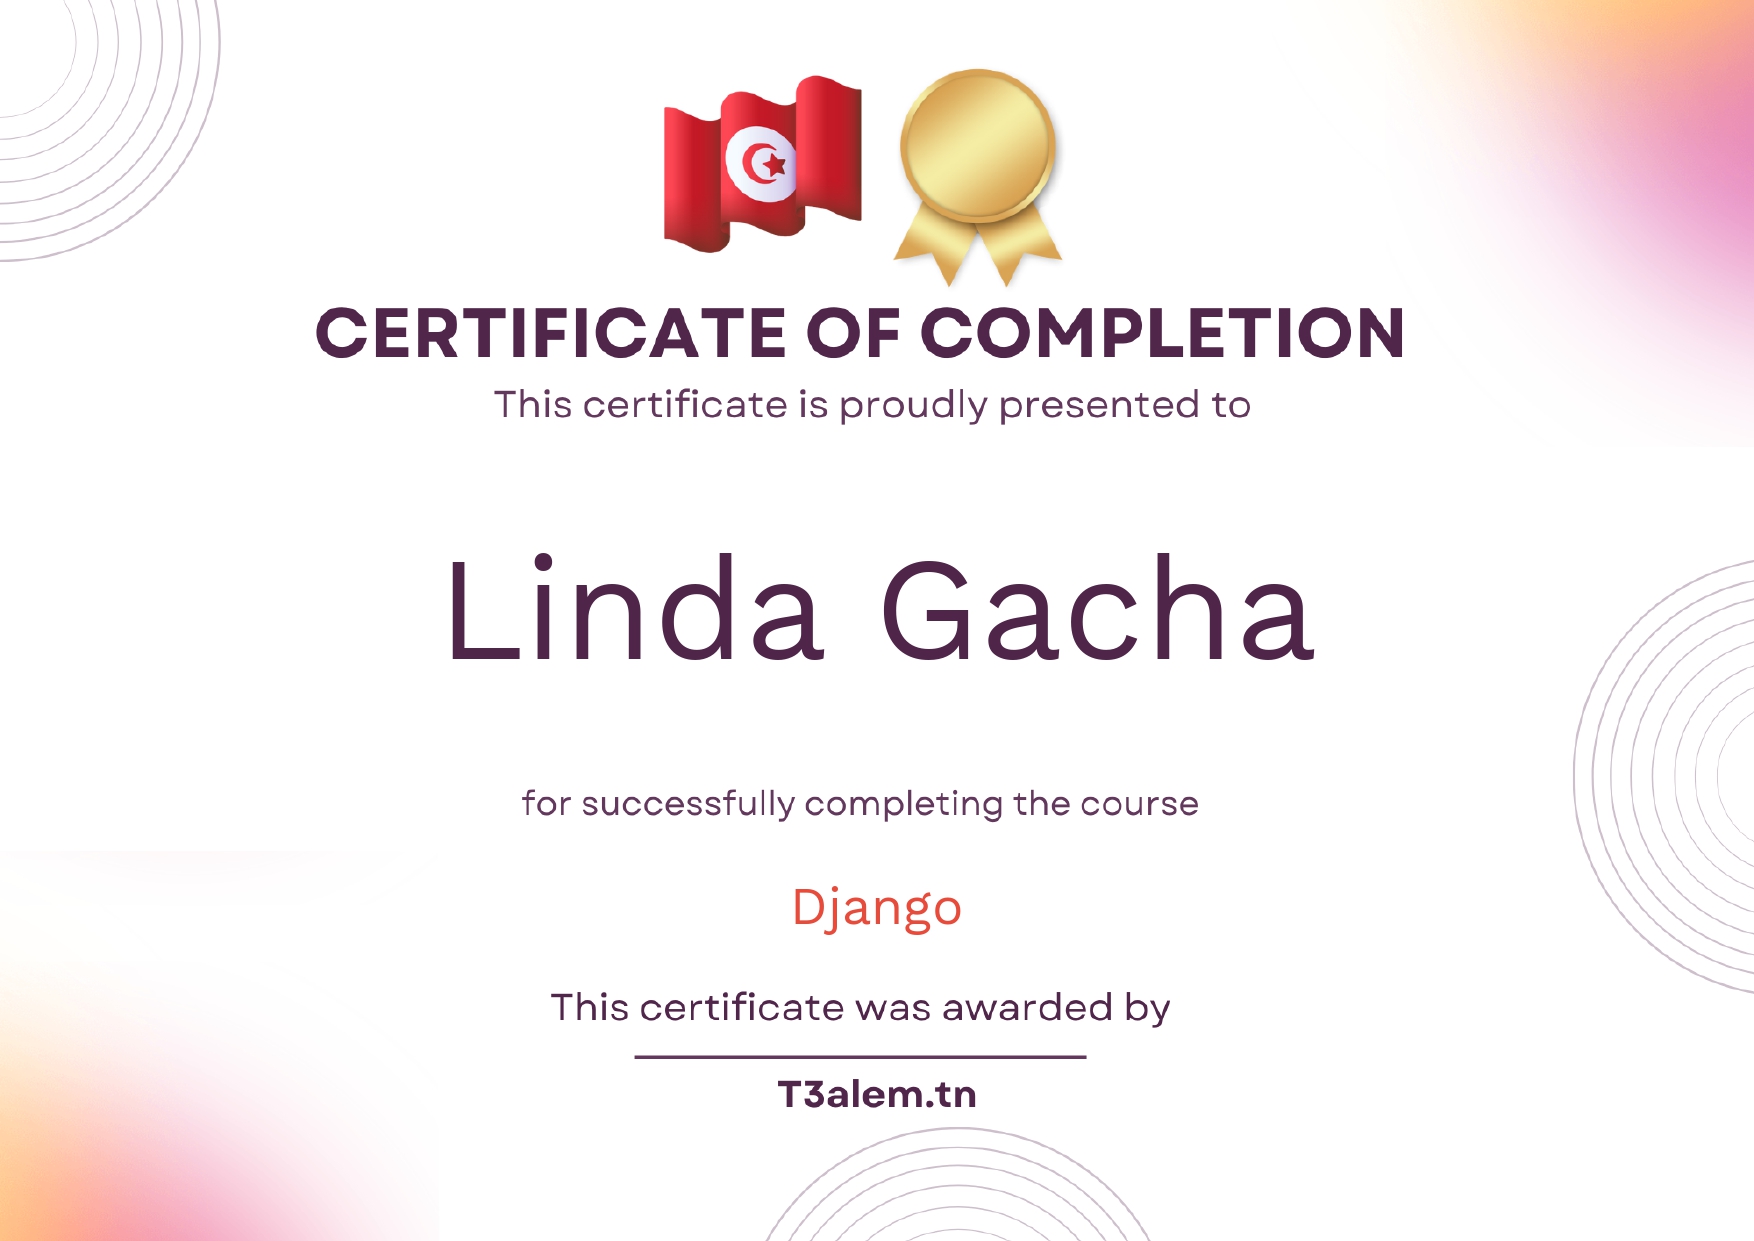 CERTIFICATE OF COMPLETION
This certificate is proudly presented to
Linda Gacha
for successfully completing the course
Django
This certificate was awarded by
T3alem.tn